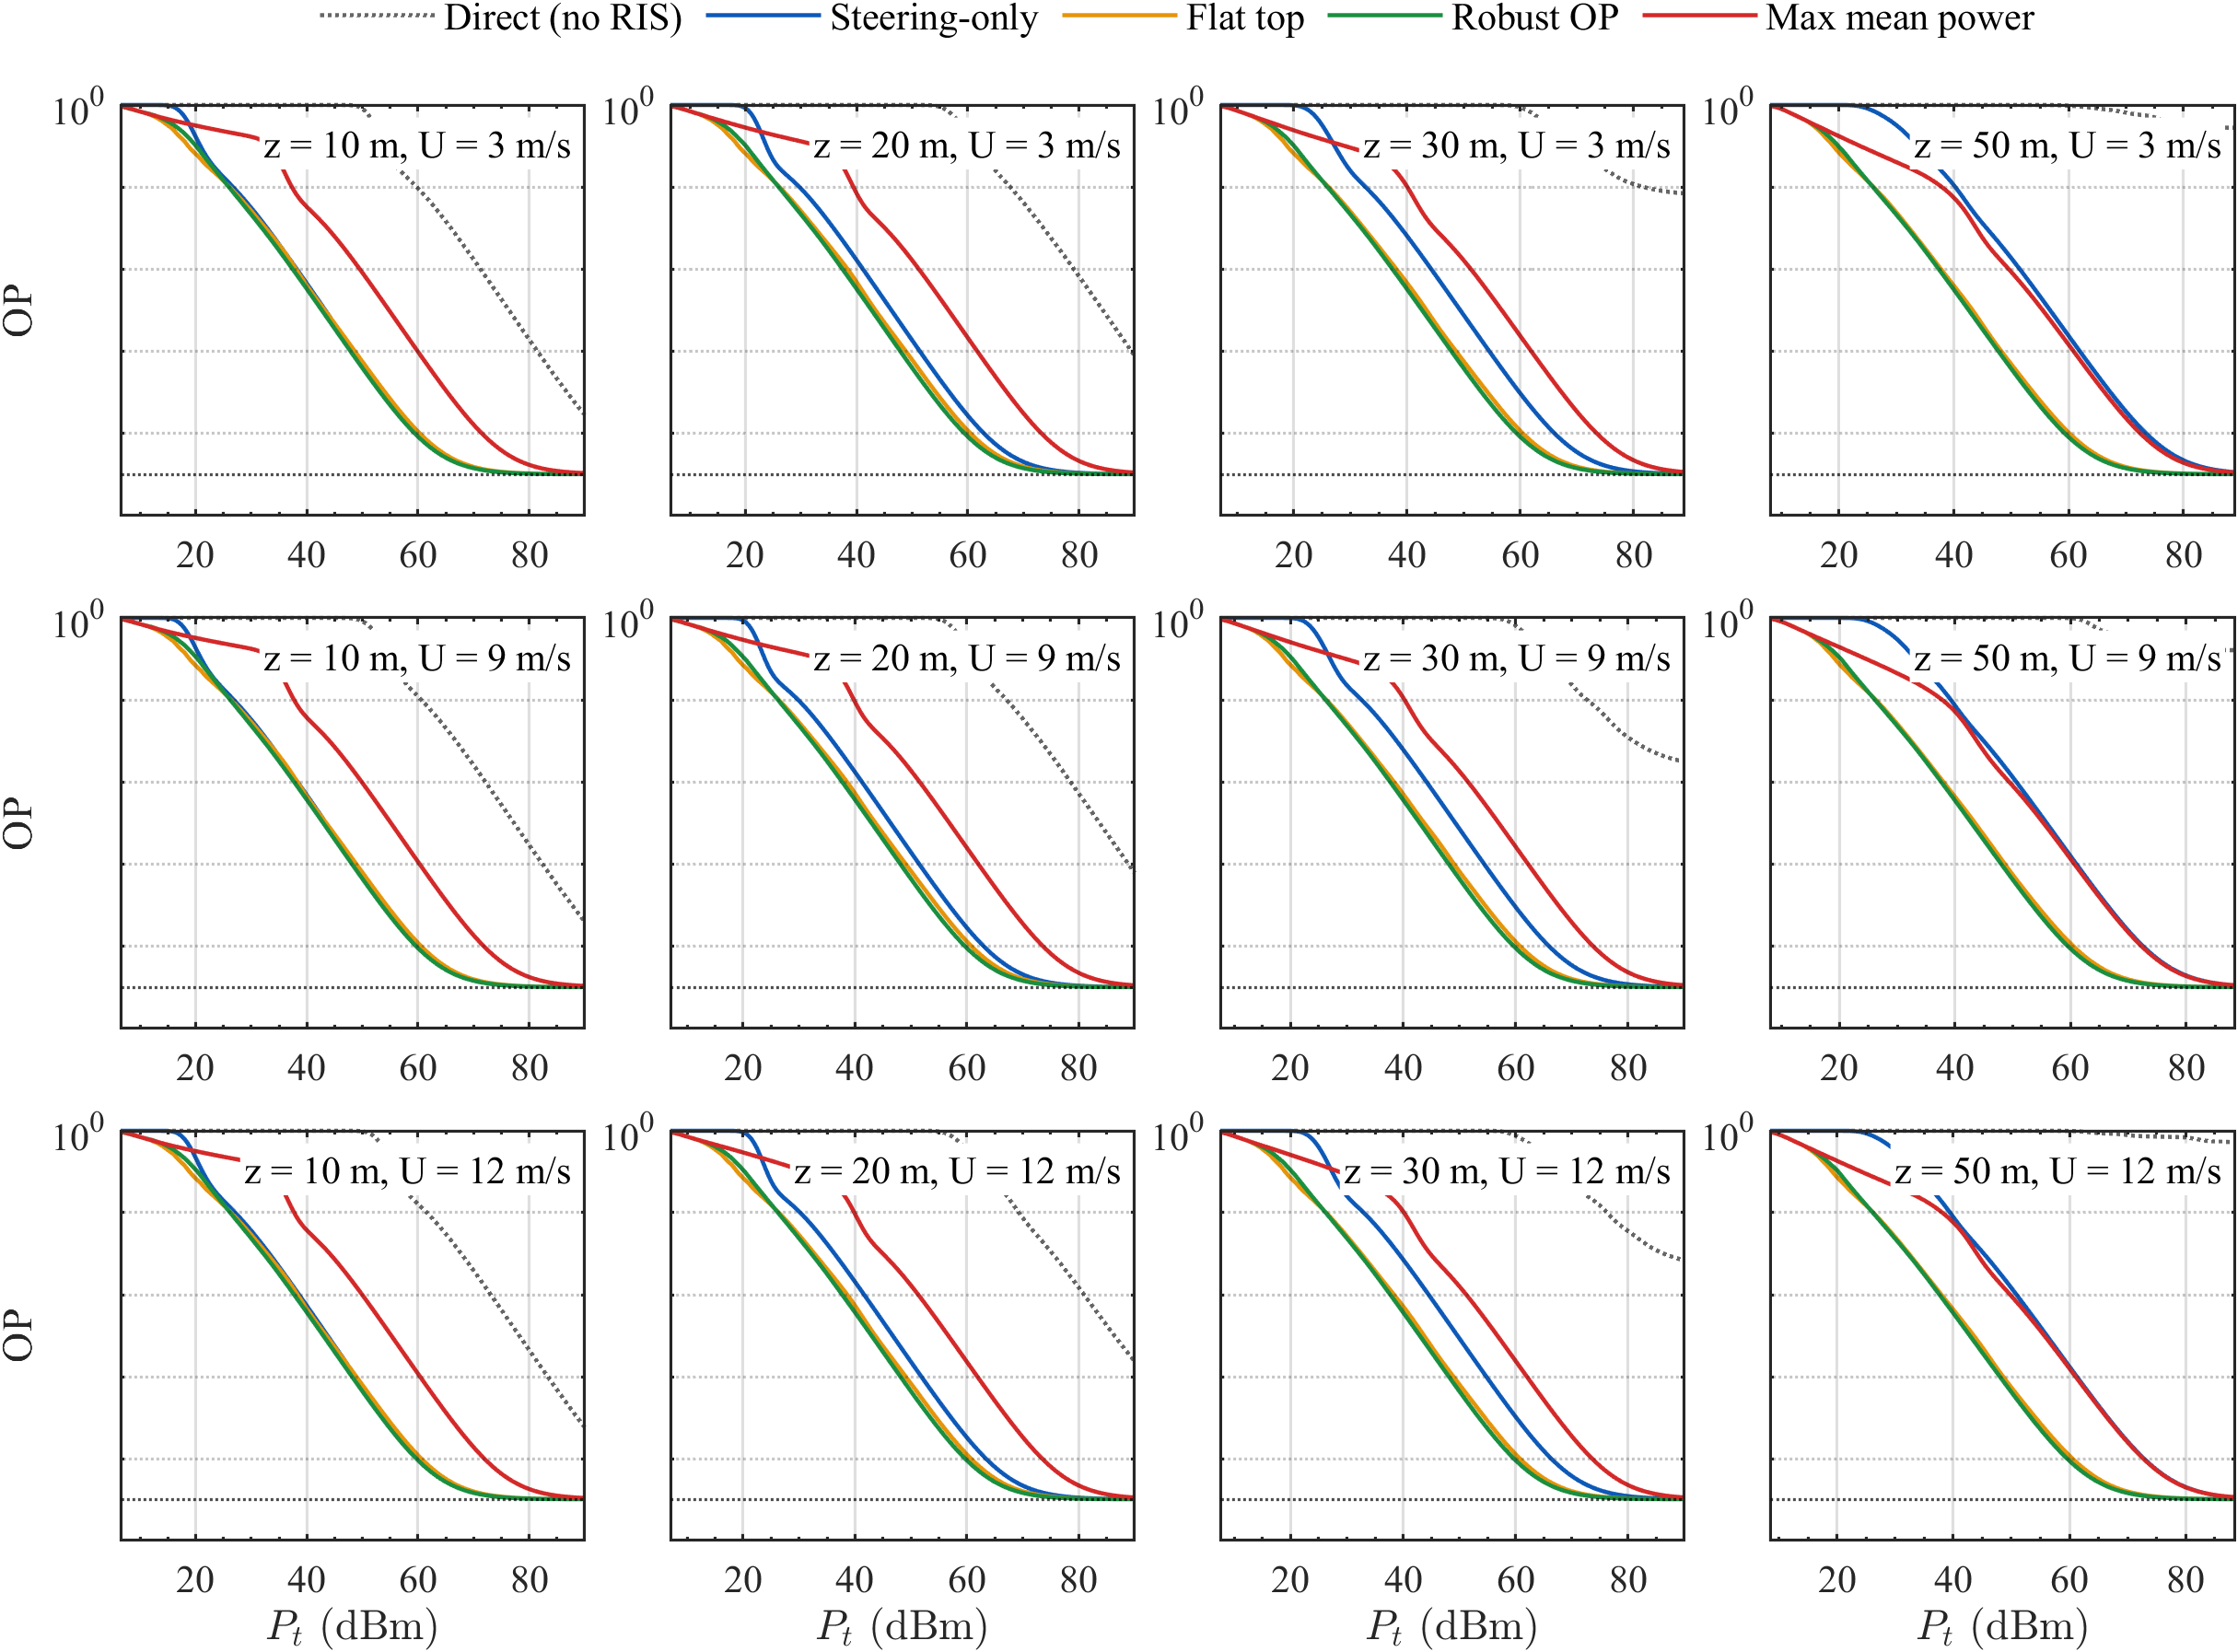 Direct (no RIS) Steering-only Flat top Robust OP Max mean power
10^0 10^0 10^0 10^0
z = 10 m, U = 3 m/s z = 20 m, U = 3 m/s z = 30 m, U = 3 m/s z = 50 m, U = 3 m/s
OP
20 40 60 80 20 40 60 80 20 40 60 80 20 40 60 80
10^0 10^0 10^0 10^0
z = 10 m, U = 9 m/s z = 20 m, U = 9 m/s z = 30 m, U = 9 m/s z = 50 m, U = 9 m/s
OP
20 40 60 80 20 40 60 80 20 40 60 80 20 40 60 80
10^0 10^0 10^0 10^0
z = 10 m, U = 12 m/s z = 20 m, U = 12 m/s z = 30 m, U = 12 m/s z = 50 m, U = 12 m/s
OP
20 40 60 80 20 40 60 80 20 40 60 80 20 40 60 80
P_t (dBm) P_t (dBm) P_t (dBm) P_t (dBm)